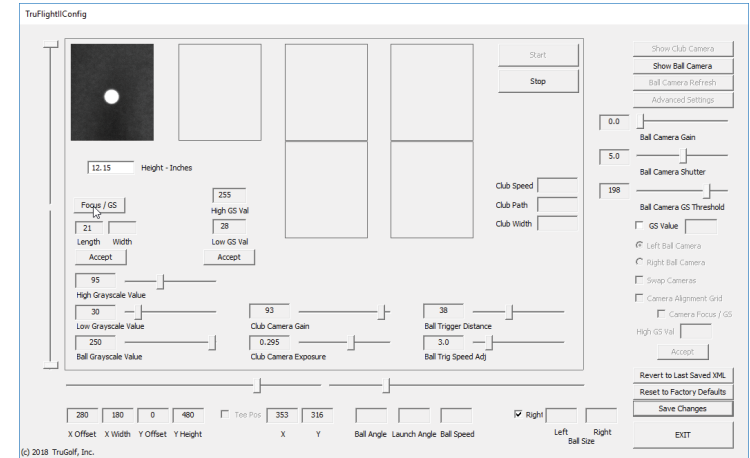 TruFlightIIConfig
Start
Stop
Show Club Camera
Show Ball Camera
Ball Camera Refresh
Advanced Settings
0.0
Ball Camera Gain
5.0
Ball Camera Shutter
198
Ball Camera GS Threshold
GS Value
Left Ball Camera
Right Ball Camera
Swap Cameras
Camera Alignment Grid
Camera Focus / GS
High GS Val
Accept
12.15 Height - Inches
Focus / GS
21
Length Width
Accept
255
High GS Val
28
Low GS Val
Accept
Club Speed
Club Path
Club Width
95
High Grayscale Value
30
Low Grayscale Value
250
Ball Grayscale Value
93
Club Camera Gain
0.295
Club Camera Exposure
38
Ball Trigger Distance
3.0
Ball Trig Speed Adj
Revert to Last Saved XML
Reset to Factory Defaults
Save Changes
EXIT
280 180 0 480 Tee Pos 353 316 Right
X Offset X Width Y Offset Y Height X Y Ball Angle Launch Angle Ball Speed Left Right
Ball Size
(c) 2018 TruGolf, Inc.